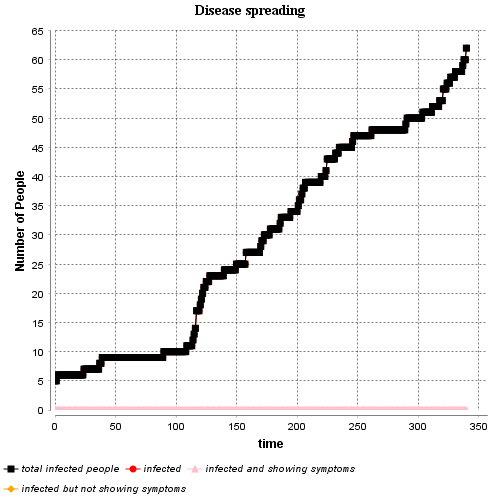 Disease spreading
65
60
55
50
45
40
35
30
25
20
15
10
5
0
Number of People
0 50 100 150 200 250 300 350
time
total infected people infected infected and showing symptoms
infected but not showing symptoms